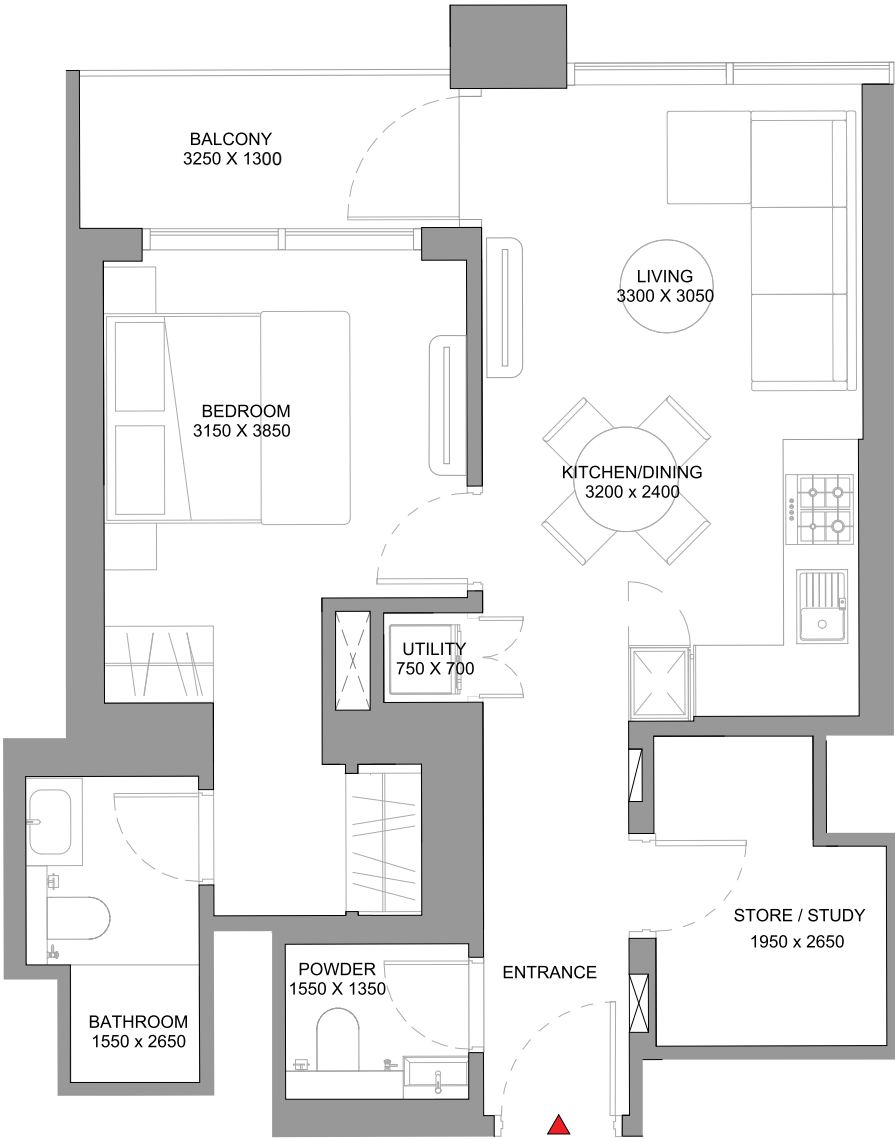 BALCONY
3250 X 1300
LIVING
3300 X 3050
BEDROOM
3150 X 3850
KITCHEN/DINING
3200 x 2400
UTILITY
750 X 700
STORE / STUDY
1950 x 2650
POWDER
1550 X 1350
ENTRANCE
BATHROOM
1550 x 2650